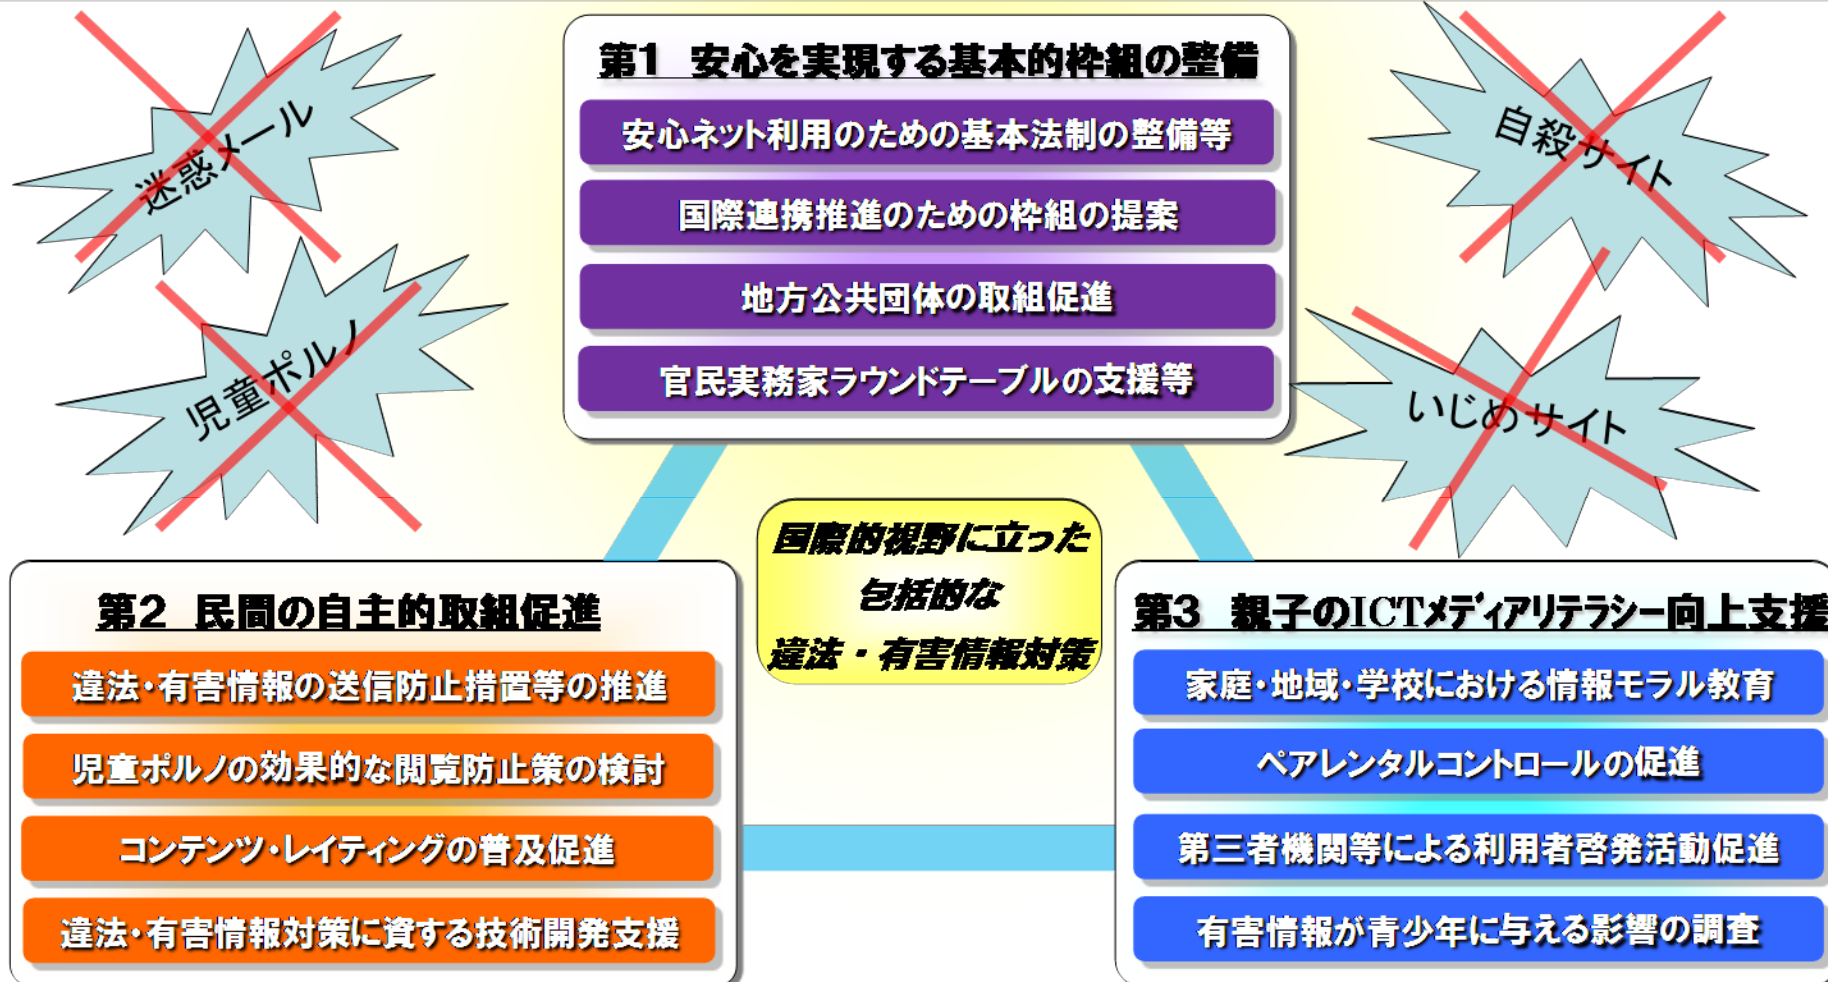 第1 安心を実現する基本的枠組の整備
安心ネット利用のための基本法制の整備等
国際連携推進のための枠組の提案
地方公共団体の取組促進
官民実務家ラウンドテーブルの支援等
迷惑メール
児童ポルノ
自殺サイト
いじめサイト
国際的視野に立った
包括的な
違法・有害情報対策
第2 民間の自主的取組促進
違法・有害情報の送信防止措置等の推進
児童ポルノの効果的な閲覧防止策の検討
コンテンツ・レイティングの普及促進
違法・有害情報対策に資する技術開発支援
第3 親子のICTメディアリテラシー向上支援
家庭・地域・学校における情報モラル教育
ペアレンタルコントロールの促進
第三者機関等による利用者啓発活動促進
有害情報が青少年に与える影響の調査